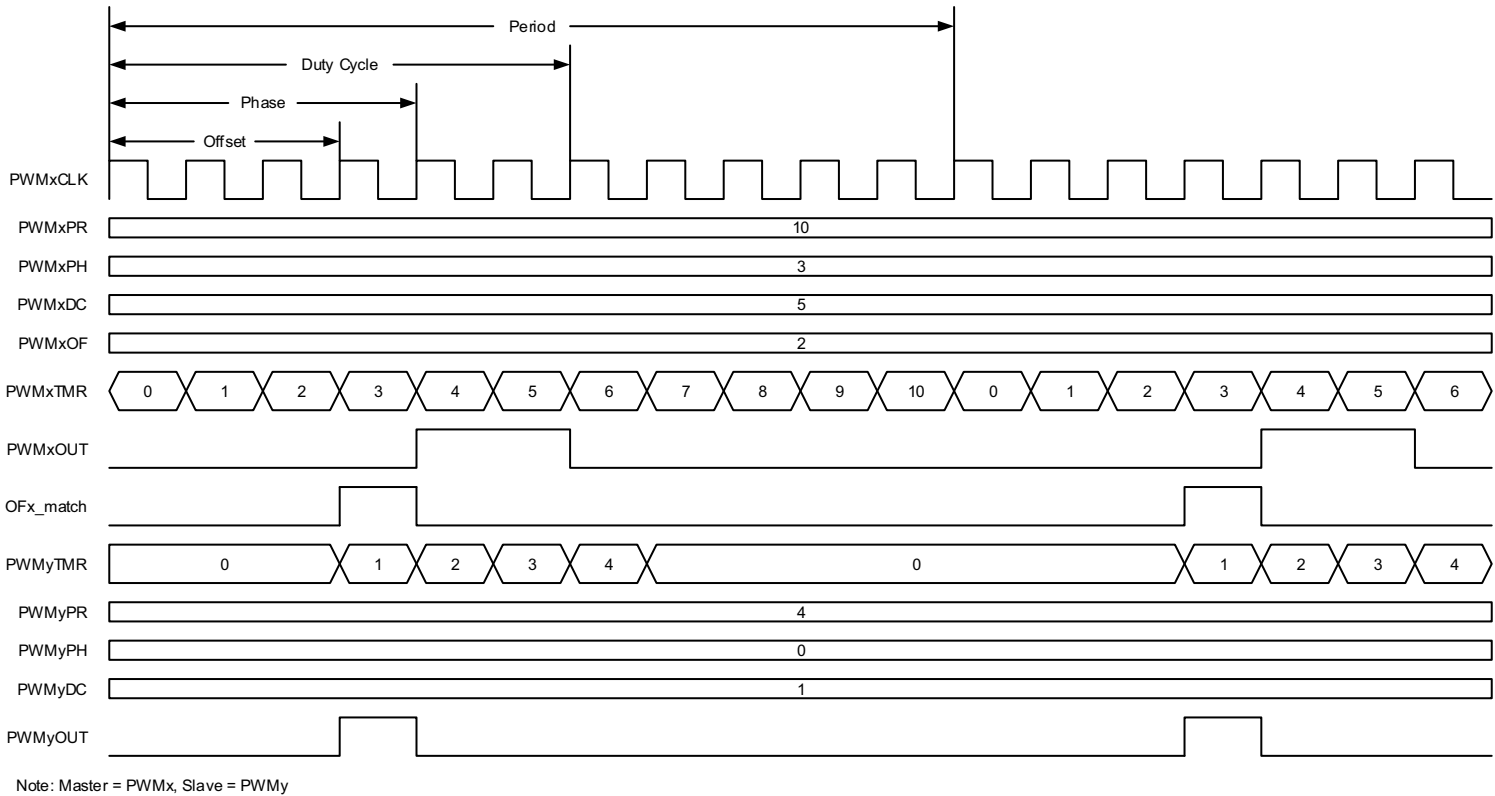 Period
Duty Cycle
Phase
Offset
PWMxCLK
PWMxPR 10
PWMxPH 3
PWMxDC 5
PWMxOF 2
PWMxTMR 0 1 2 3 4 5 6 7 8 9 10 0 1 2 3 4 5 6
PWMxOUT
OFx_match
PWMyTMR 0 1 2 3 4 0 1 2 3 4
PWMyPR 4
PWMyPH 0
PWMyDC 1
PWMyOUT
Note: Master = PWMx, Slave = PWMy